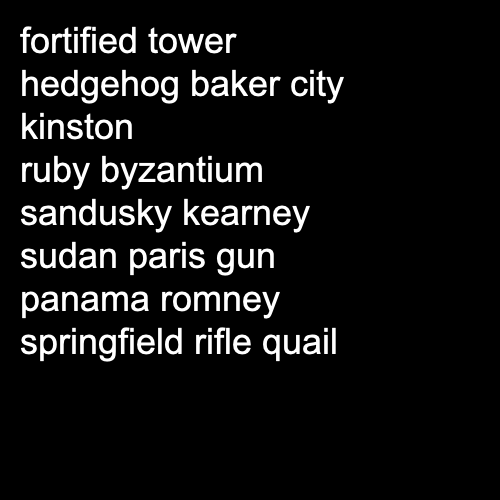 fortified tower
hedgehog baker city
kinston
ruby byzantium
sandusky kearney
sudan paris gun
panama romney
springfield rifle quail